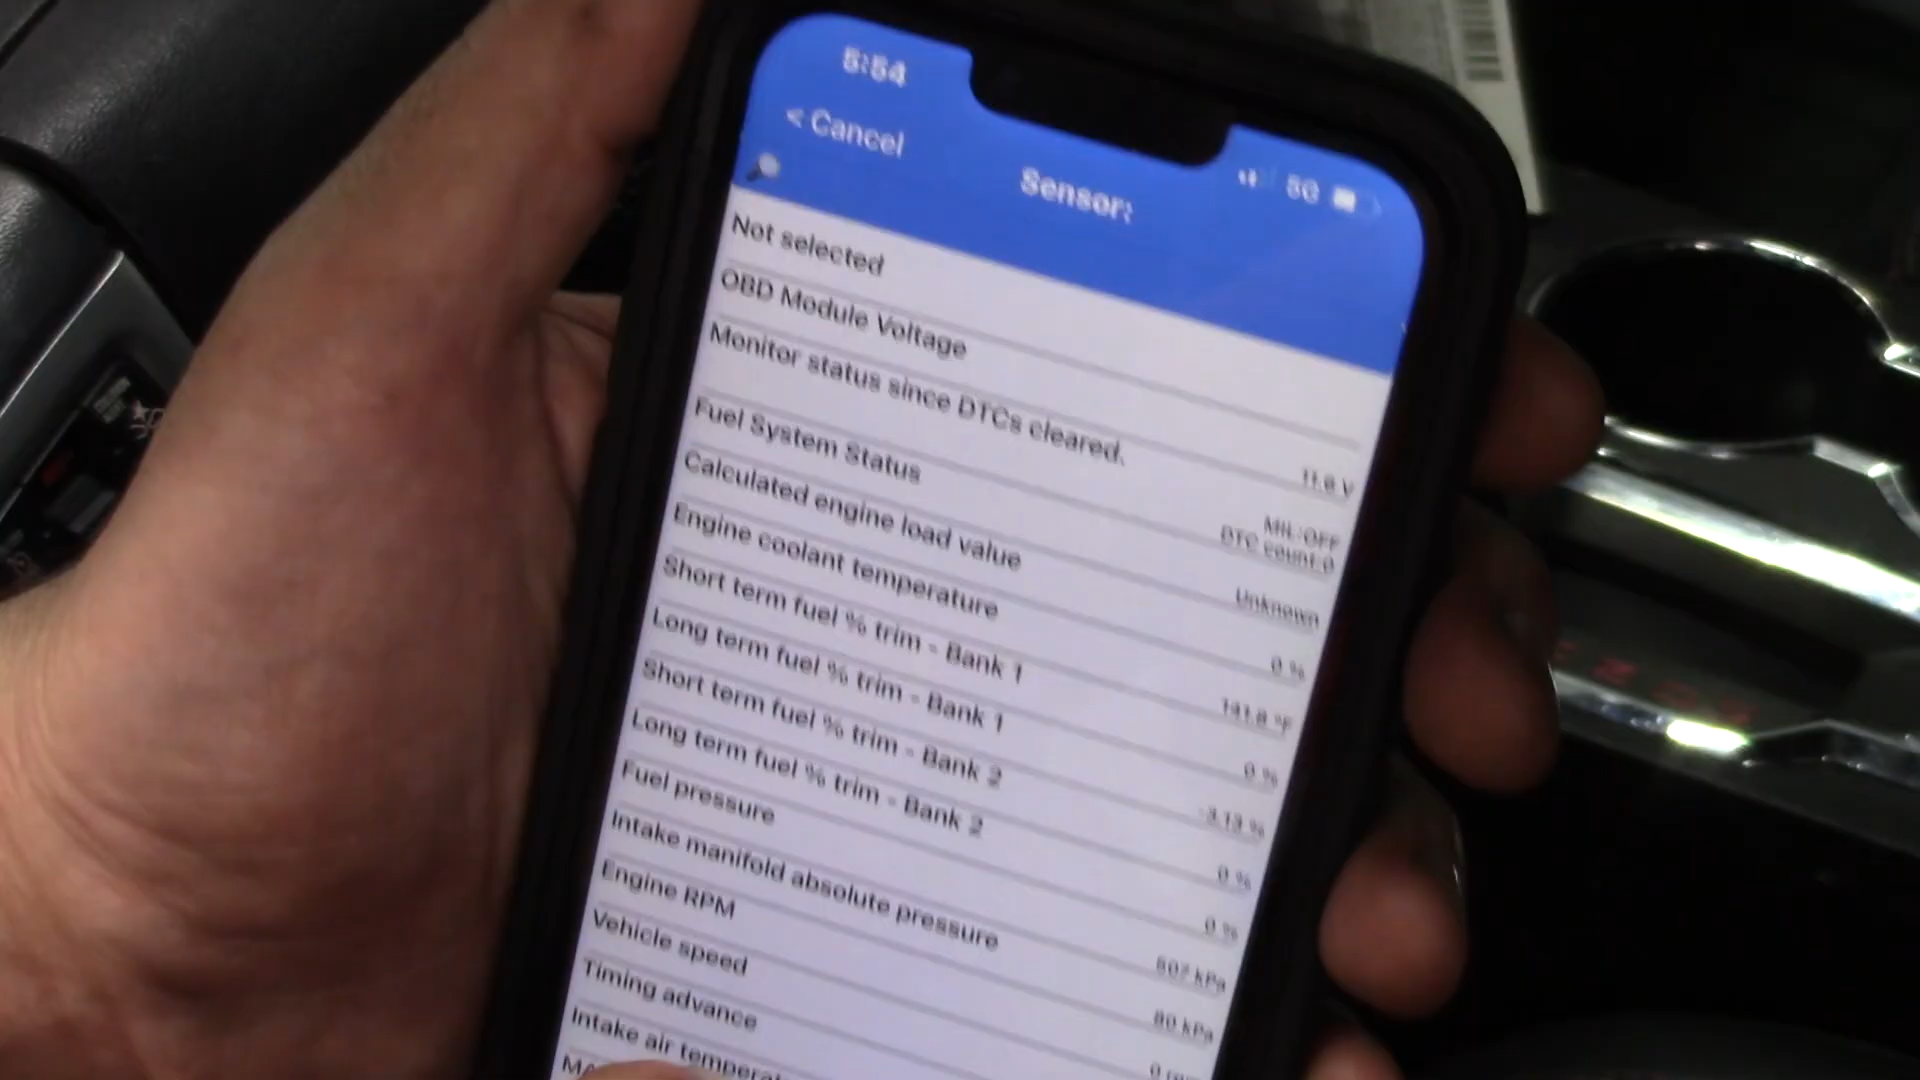 5:54
5G
< Cancel
Sensor:
Not selected
OBD Module Voltage
11.8 V
Monitor status since DTCs cleared.
MIL:OFF
DTC count:0
Fuel System Status
Unknown
Calculated engine load value
0 %
Engine coolant temperature
141.8 °F
Short term fuel % trim - Bank 1
0 %
Long term fuel % trim - Bank 1
-3.13 %
Short term fuel % trim - Bank 2
0 %
Long term fuel % trim - Bank 2
0 %
Fuel pressure
507 kPa
Intake manifold absolute pressure
80 kPa
Engine RPM
0
Vehicle speed
Timing advance
Intake air